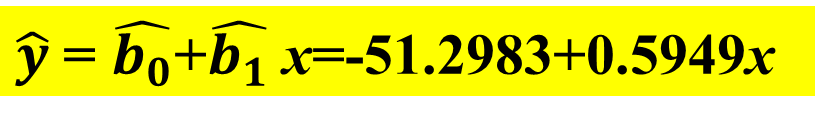 ŷ = b̂₀+b̂₁ x=-51.2983+0.5949x